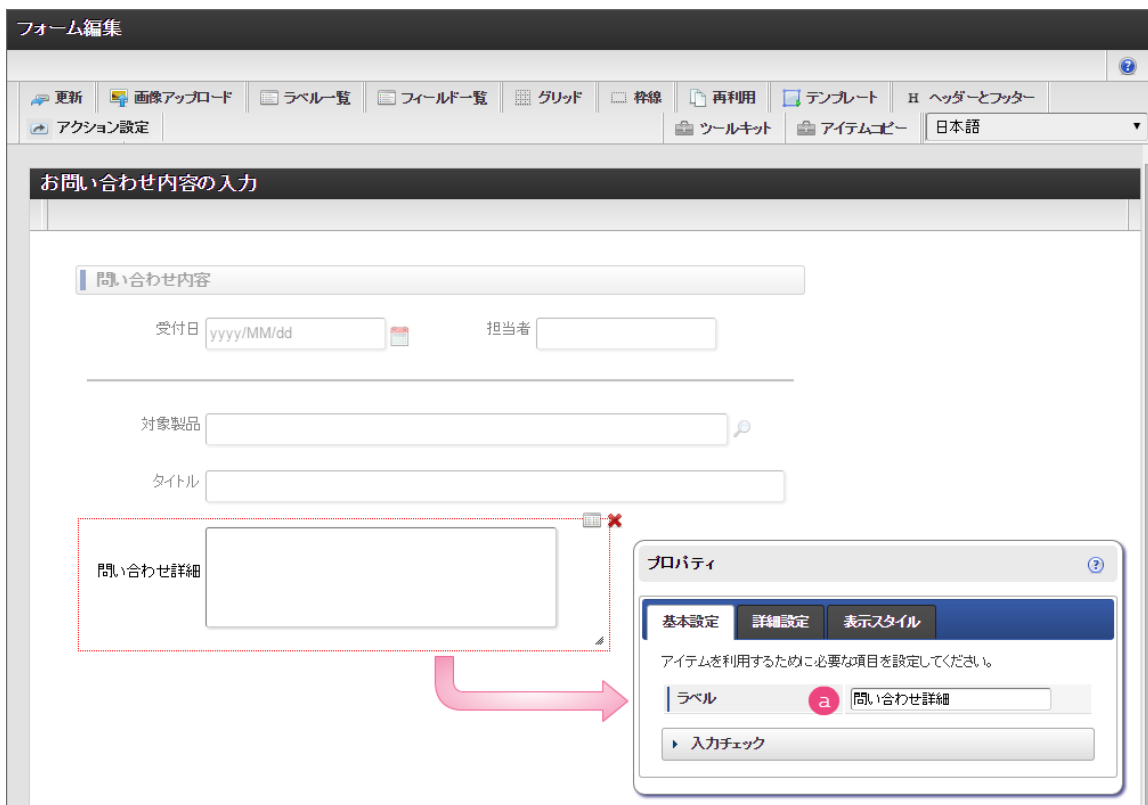 フォーム編集
更新 画像アップロード ラベル一覧 フィールド一覧 グリッド 枠線 再利用 テンプレート H ヘッダーとフッター
アクション設定 ツールキット アイテムコピー 日本語
お問い合わせ内容の入力
問い合わせ内容
受付日 yyyy/MM/dd 担当者
対象製品
タイトル
問い合わせ詳細
プロパティ
基本設定 詳細設定 表示スタイル
アイテムを利用するために必要な項目を設定してください。
ラベル a 問い合わせ詳細
入力チェック